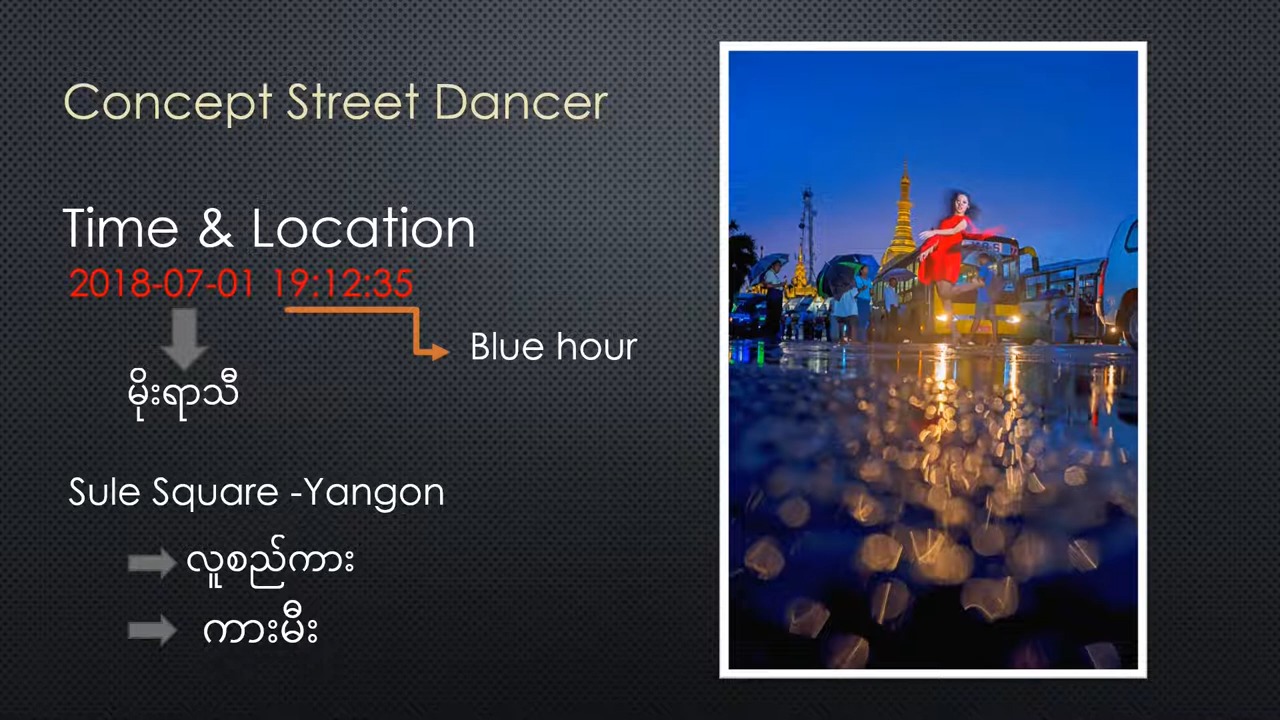 Concept Street Dancer
Time & Location
2018-07-01 19:12:35
Blue hour
မိုးရာသီ
Sule Square -Yangon
လူစည်ကား
ကားမီး